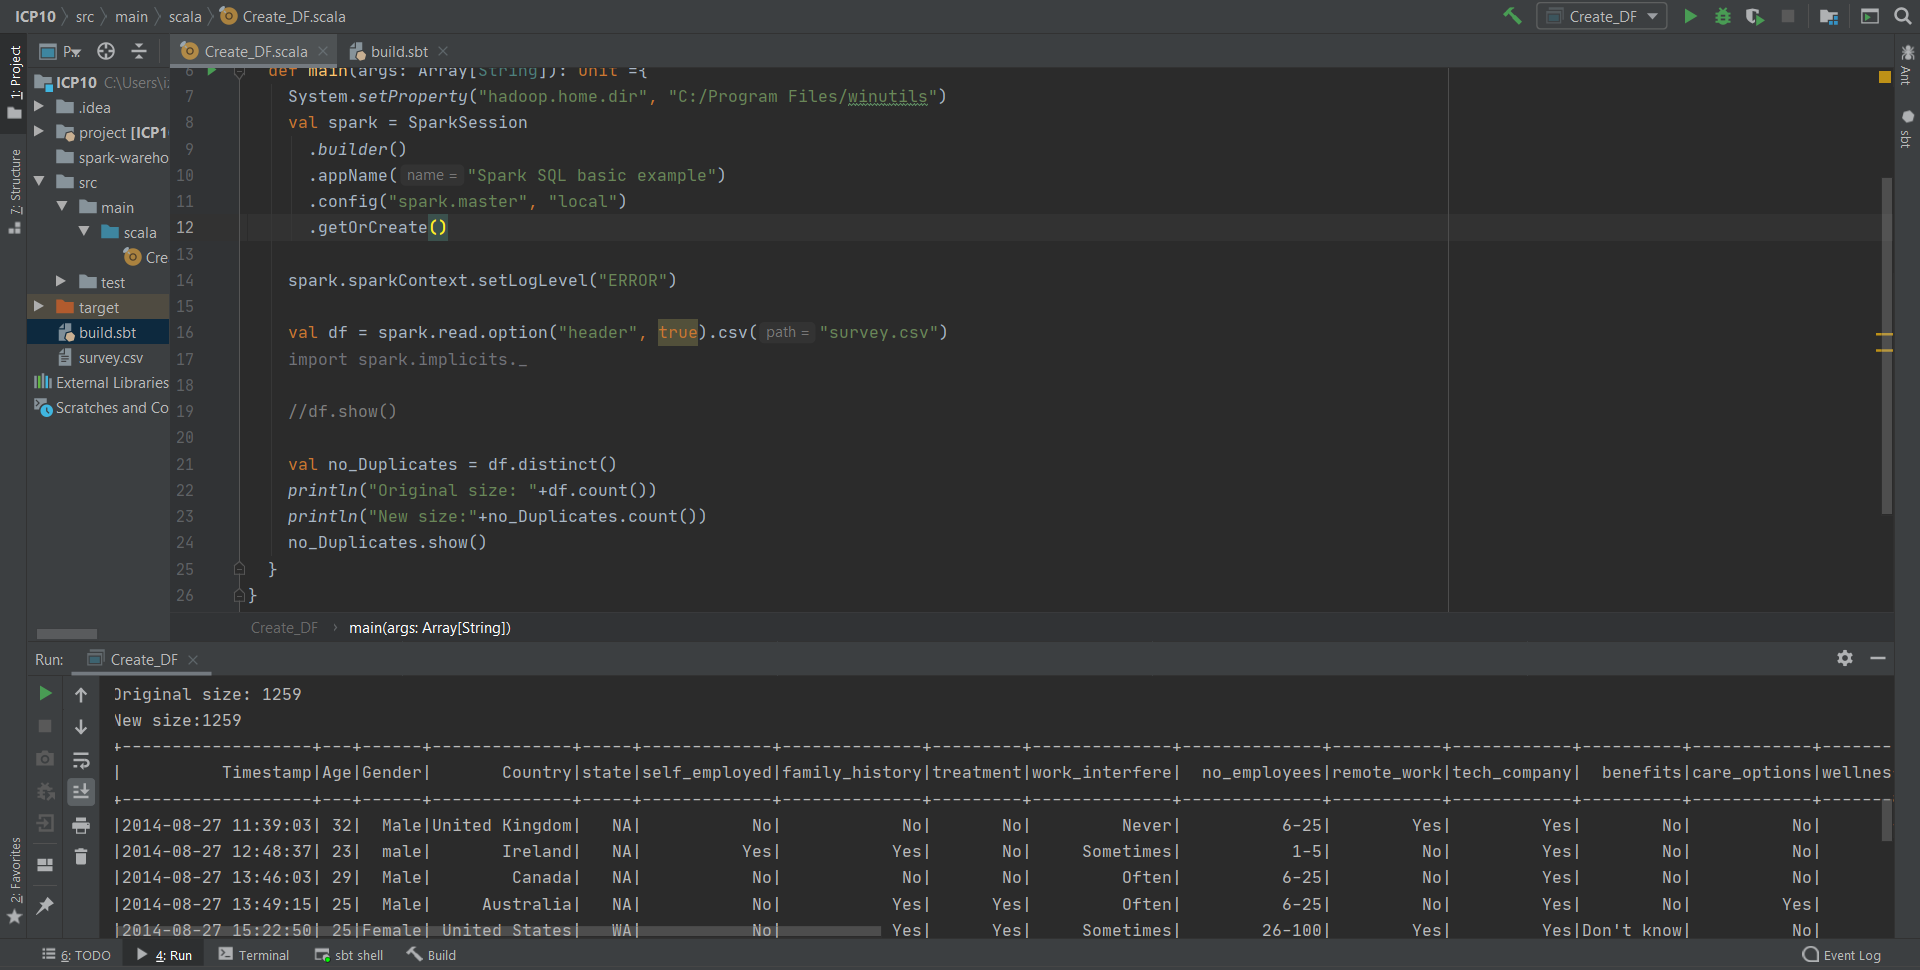 ICP10 src main scala Create_DF.scala Create_DF
1: Project P Create_DF.scala build.sbt
ICP10 C:\Users\i
.idea
project [ICP1
spark-wareho
src
main
scala
Cre
test
target
build.sbt
survey.csv
External Libraries
Scratches and Co
7: Structure
2: Favorites
Ant
sbt
6 def main(args: Array[String]): Unit ={
7 System.setProperty("hadoop.home.dir", "C:/Program Files/winutils")
8 val spark = SparkSession
9 .builder()
10 .appName( name = "Spark SQL basic example")
11 .config("spark.master", "local")
12 .getOrCreate()
13
14 spark.sparkContext.setLogLevel("ERROR")
15
16 val df = spark.read.option("header", true).csv( path = "survey.csv")
17 import spark.implicits._
18
19 //df.show()
20
21 val no_Duplicates = df.distinct()
22 println("Original size: "+df.count())
23 println("New size:"+no_Duplicates.count())
24 no_Duplicates.show()
25 }
26 }
Create_DF › main(args: Array[String])
Run: Create_DF
Original size: 1259
New size:1259
+-------------------+---+------+--------------+-----+-------------+--------------+---------+--------------+--------------+-----------+------------+----------+------------+-------
| Timestamp|Age|Gender| Country|state|self_employed|family_history|treatment|work_interfere| no_employees|remote_work|tech_company| benefits|care_options|wellnes
+-------------------+---+------+--------------+-----+-------------+--------------+---------+--------------+--------------+-----------+------------+----------+------------+-------
|2014-08-27 11:39:03| 32| Male|United Kingdom| NA| No| No| No| Never| 6-25| Yes| Yes| No| No|
|2014-08-27 12:48:37| 23| male| Ireland| NA| Yes| Yes| No| Sometimes| 1-5| No| Yes| No| No|
|2014-08-27 13:46:03| 29| Male| Canada| NA| No| No| No| Often| 6-25| No| Yes| No| No|
|2014-08-27 13:49:15| 25| Male| Australia| NA| No| Yes| Yes| Often| 6-25| No| Yes| No| Yes|
|2014-08-27 15:22:50| 25|Female| United States| WA| No| Yes| Yes| Sometimes| 26-100| Yes| Yes|Don't know| No|
6: TODO 4: Run Terminal sbt shell Build Event Log